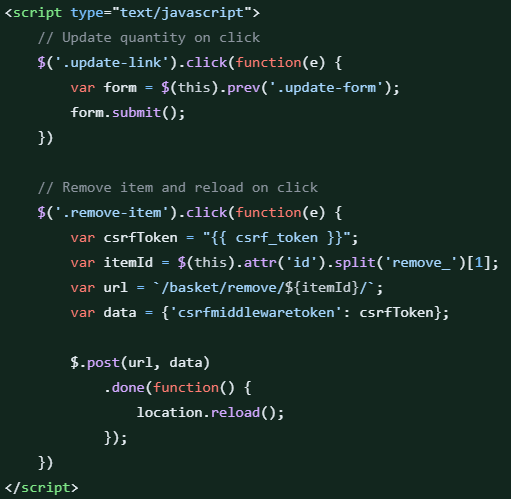 <script type="text/javascript">
    // Update quantity on click
    $('.update-link').click(function(e) {
        var form = $(this).prev('.update-form');
        form.submit();
    })

    // Remove item and reload on click
    $('.remove-item').click(function(e) {
        var csrfToken = "{{ csrf_token }}";
        var itemId = $(this).attr('id').split('remove_')[1];
        var url = `/basket/remove/${itemId}/`;
        var data = {'csrfmiddlewaretoken': csrfToken};

        $.post(url, data)
            .done(function() {
                location.reload();
            });
    })
</script>